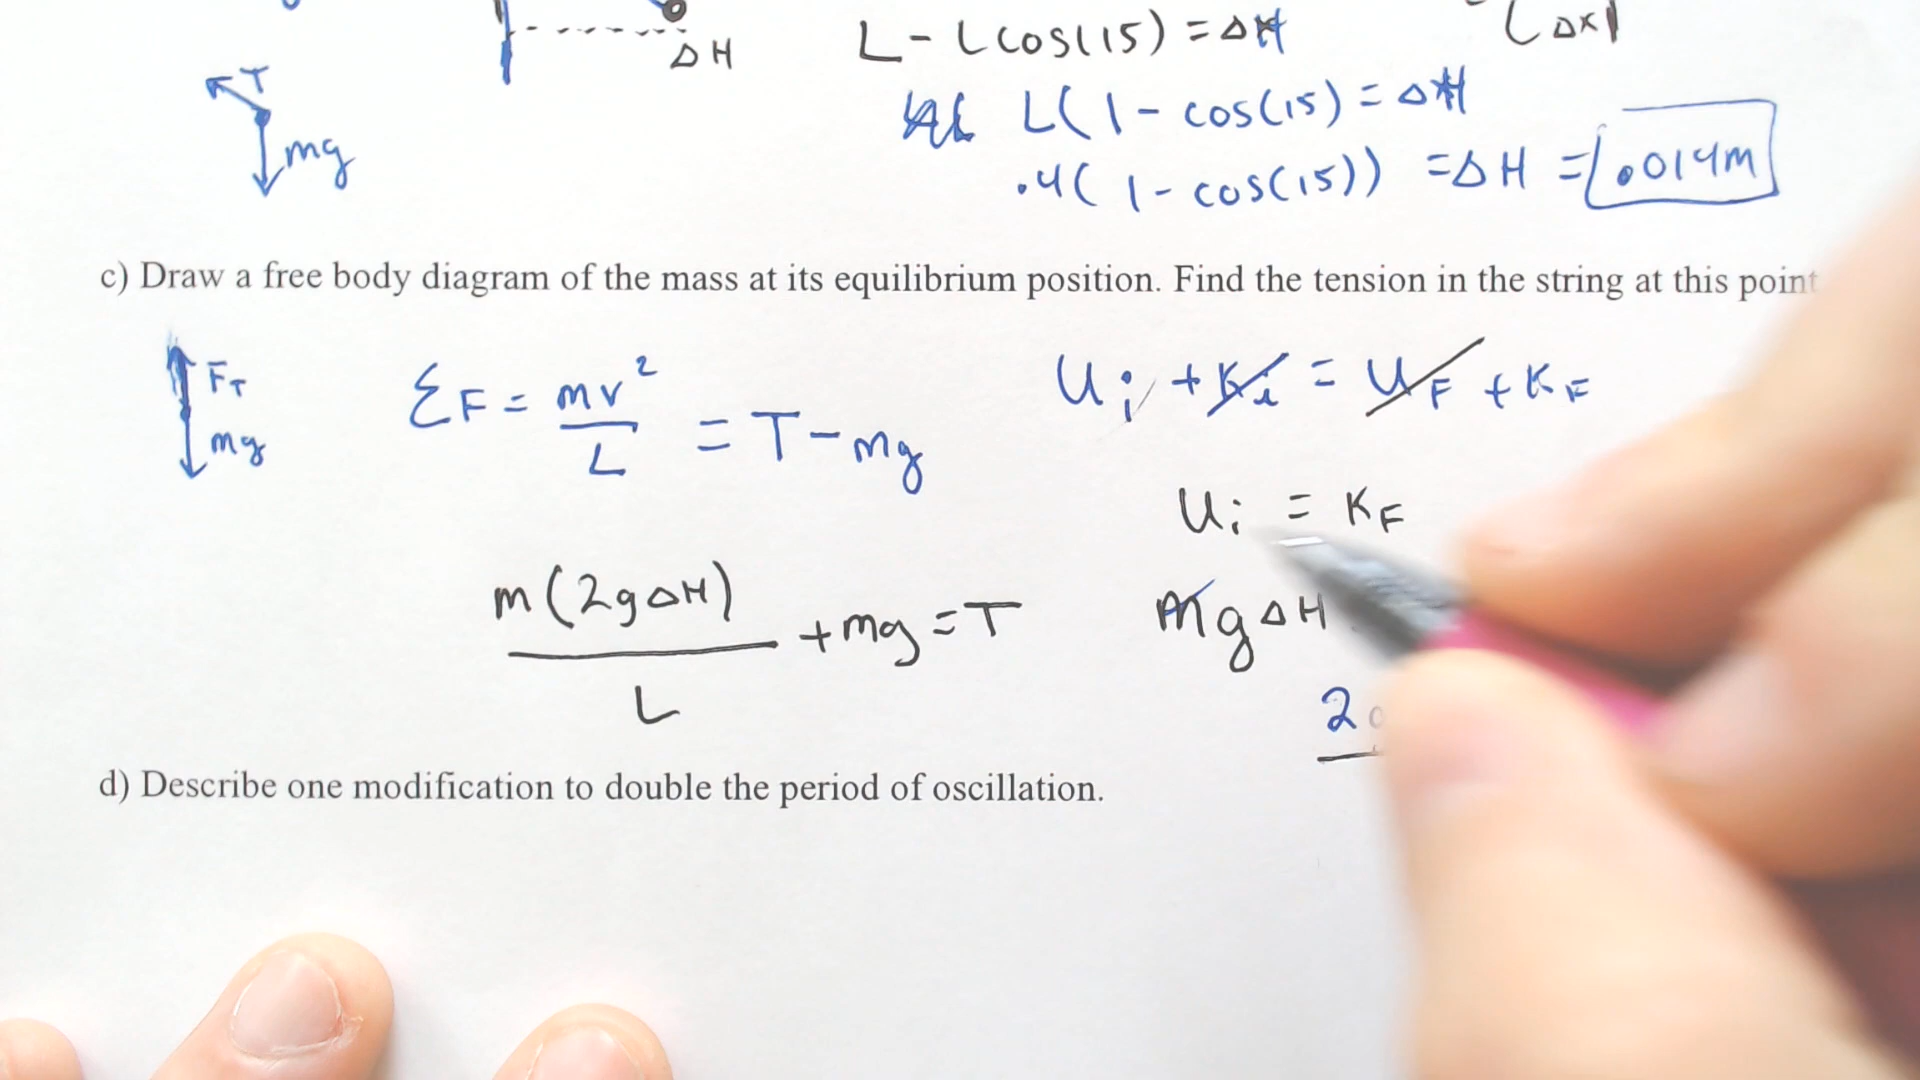 L - Lcos(15) = ΔH
ΔH
T
L(1 - cos(15) = ΔH
mg
.4(1 - cos(15)) = ΔH = .014m
c) Draw a free body diagram of the mass at its equilibrium position. Find the tension in the string at this point
F_T
mg
ΣF = mv²/L = T - mg
U_i + K_i = U_F + K_F
U_i = K_F
m(2gΔH)/L + mg = T
mgΔH
2
d) Describe one modification to double the period of oscillation.